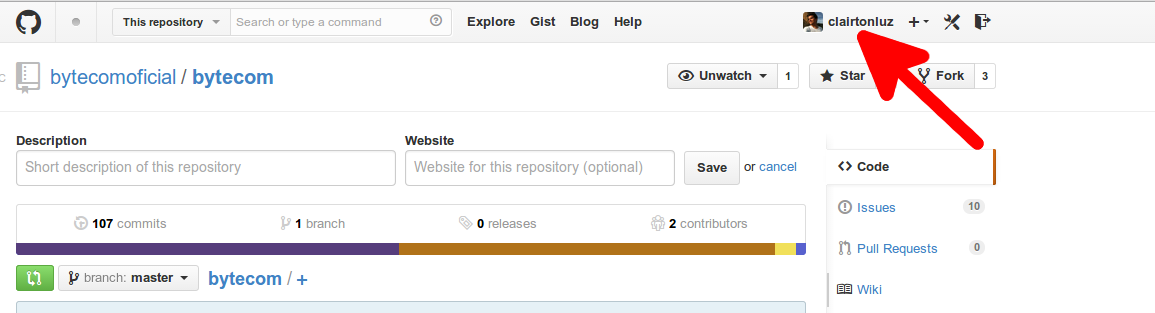 This repository Search or type a command Explore Gist Blog Help clairtonluz
bytecomoficial / bytecom Unwatch 1 Star Fork 3
Description Website
Short description of this repository Website for this repository (optional) Save or cancel
Code
107 commits 1 branch 0 releases 2 contributors
Issues 10
Pull Requests 0
branch: master bytecom / +
Wiki